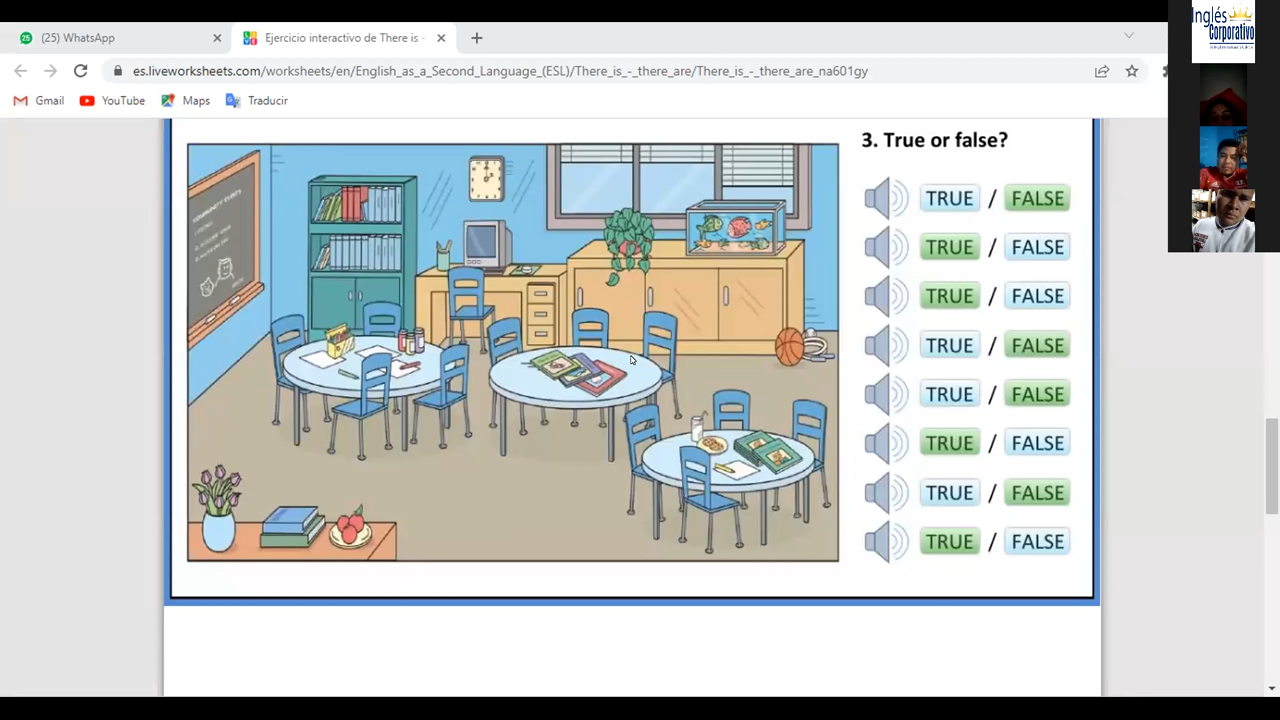 (25) WhatsApp
Ejercicio interactivo de There is -
es.liveworksheets.com/worksheets/en/English_as_a_Second_Language_(ESL)/There_is_-_there_are/There_is_-_there_are_na601gy
Gmail YouTube Maps Traducir
Inglés
Corporativo
3. True or false?
TRUE / FALSE
TRUE / FALSE
TRUE / FALSE
TRUE / FALSE
TRUE / FALSE
TRUE / FALSE
TRUE / FALSE
TRUE / FALSE